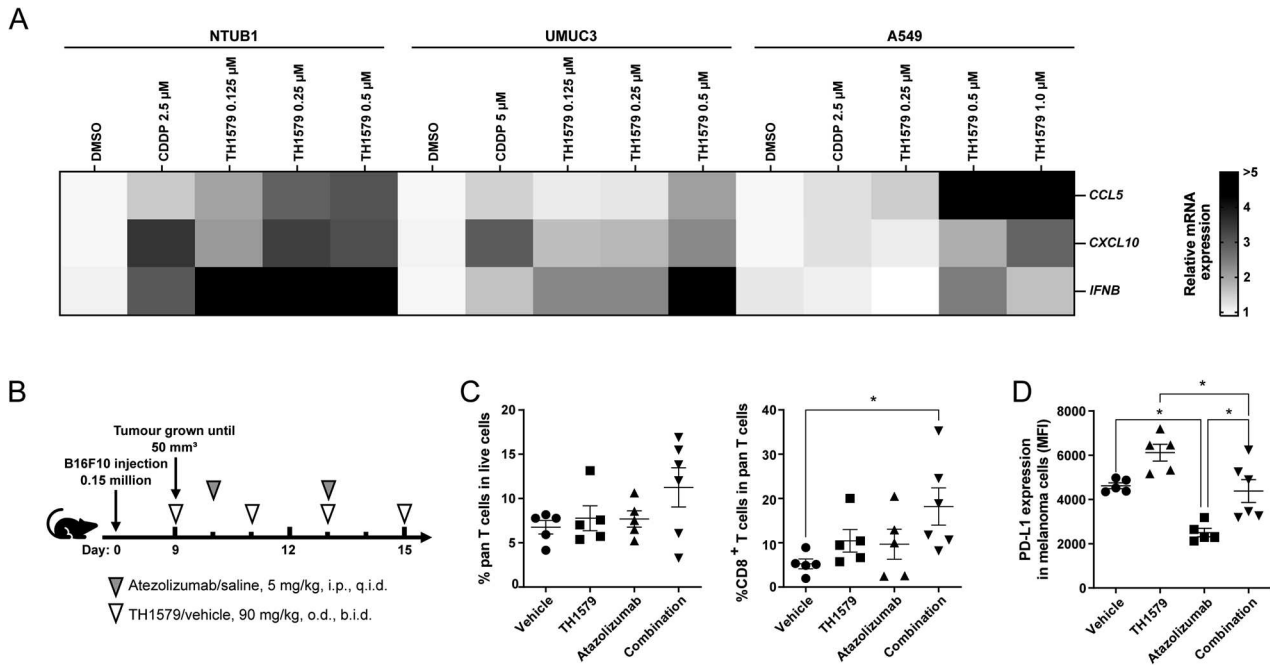 A
NTUB1
UMUC3
A549
DMSO
CDDP 2.5 µM
TH1579 0.125 µM
TH1579 0.25 µM
TH1579 0.5 µM
DMSO
CDDP 5 µM
TH1579 0.125 µM
TH1579 0.25 µM
TH1579 0.5 µM
DMSO
CDDP 2.5 µM
TH1579 0.25 µM
TH1579 0.5 µM
TH1579 1.0 µM
CCL5
CXCL10
IFNB
Relative mRNA
expression
>5
4
3
2
1
B
Tumour grown until
50 mm³
B16F10 injection
0.15 million
Day: 0
9
12
15
Atezolizumab/saline, 5 mg/kg, i.p., q.i.d.
TH1579/vehicle, 90 mg/kg, o.d., b.i.d.
C
% pan T cells in live cells
20
15
10
5
0
Vehicle
TH1579
Atazolizumab
Combination
%CD8⁺ T cells in pan T cells
40
30
20
10
0
*
Vehicle
TH1579
Atazolizumab
Combination
D
PD-L1 expression
in melanoma cells (MFI)
8000
6000
4000
2000
0
*
*
*
Vehicle
TH1579
Atazolizumab
Combination